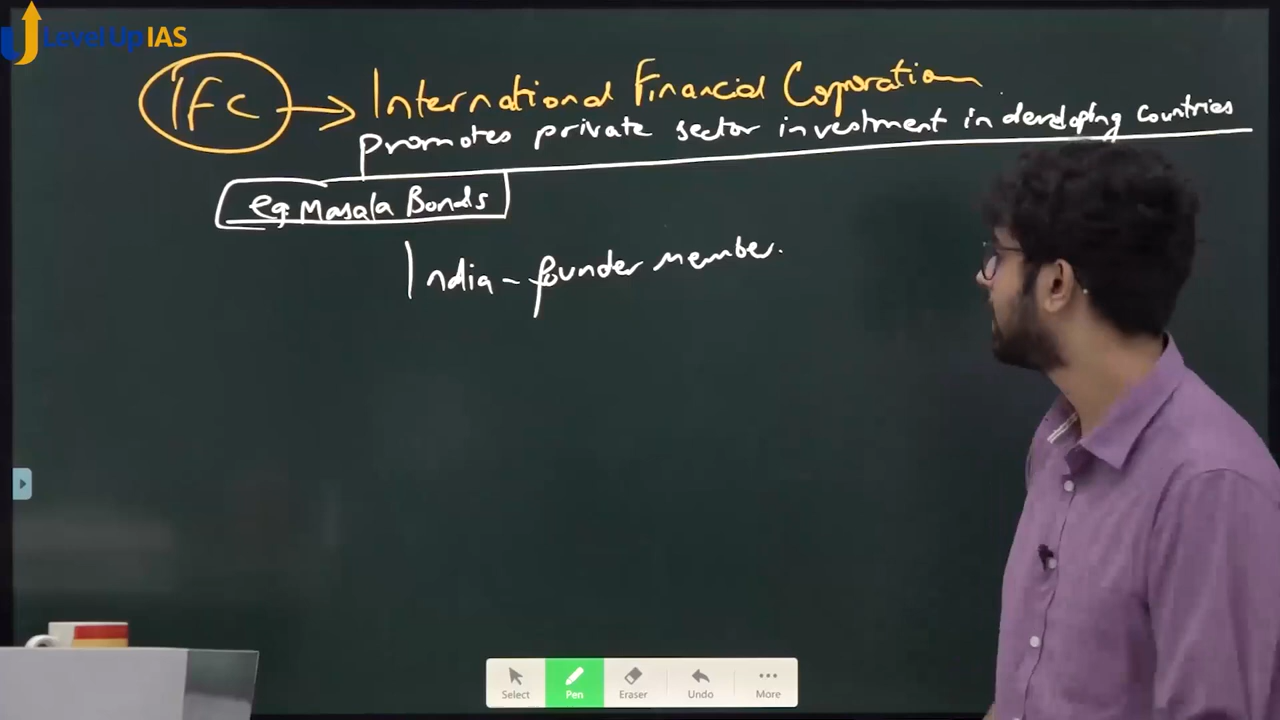 LevelUp IAS
IFC → International Financial Corporation
promotes private sector investment in developing countries
eg. Masala Bonds
India - founder member.
Select
Pen
Eraser
Undo
More